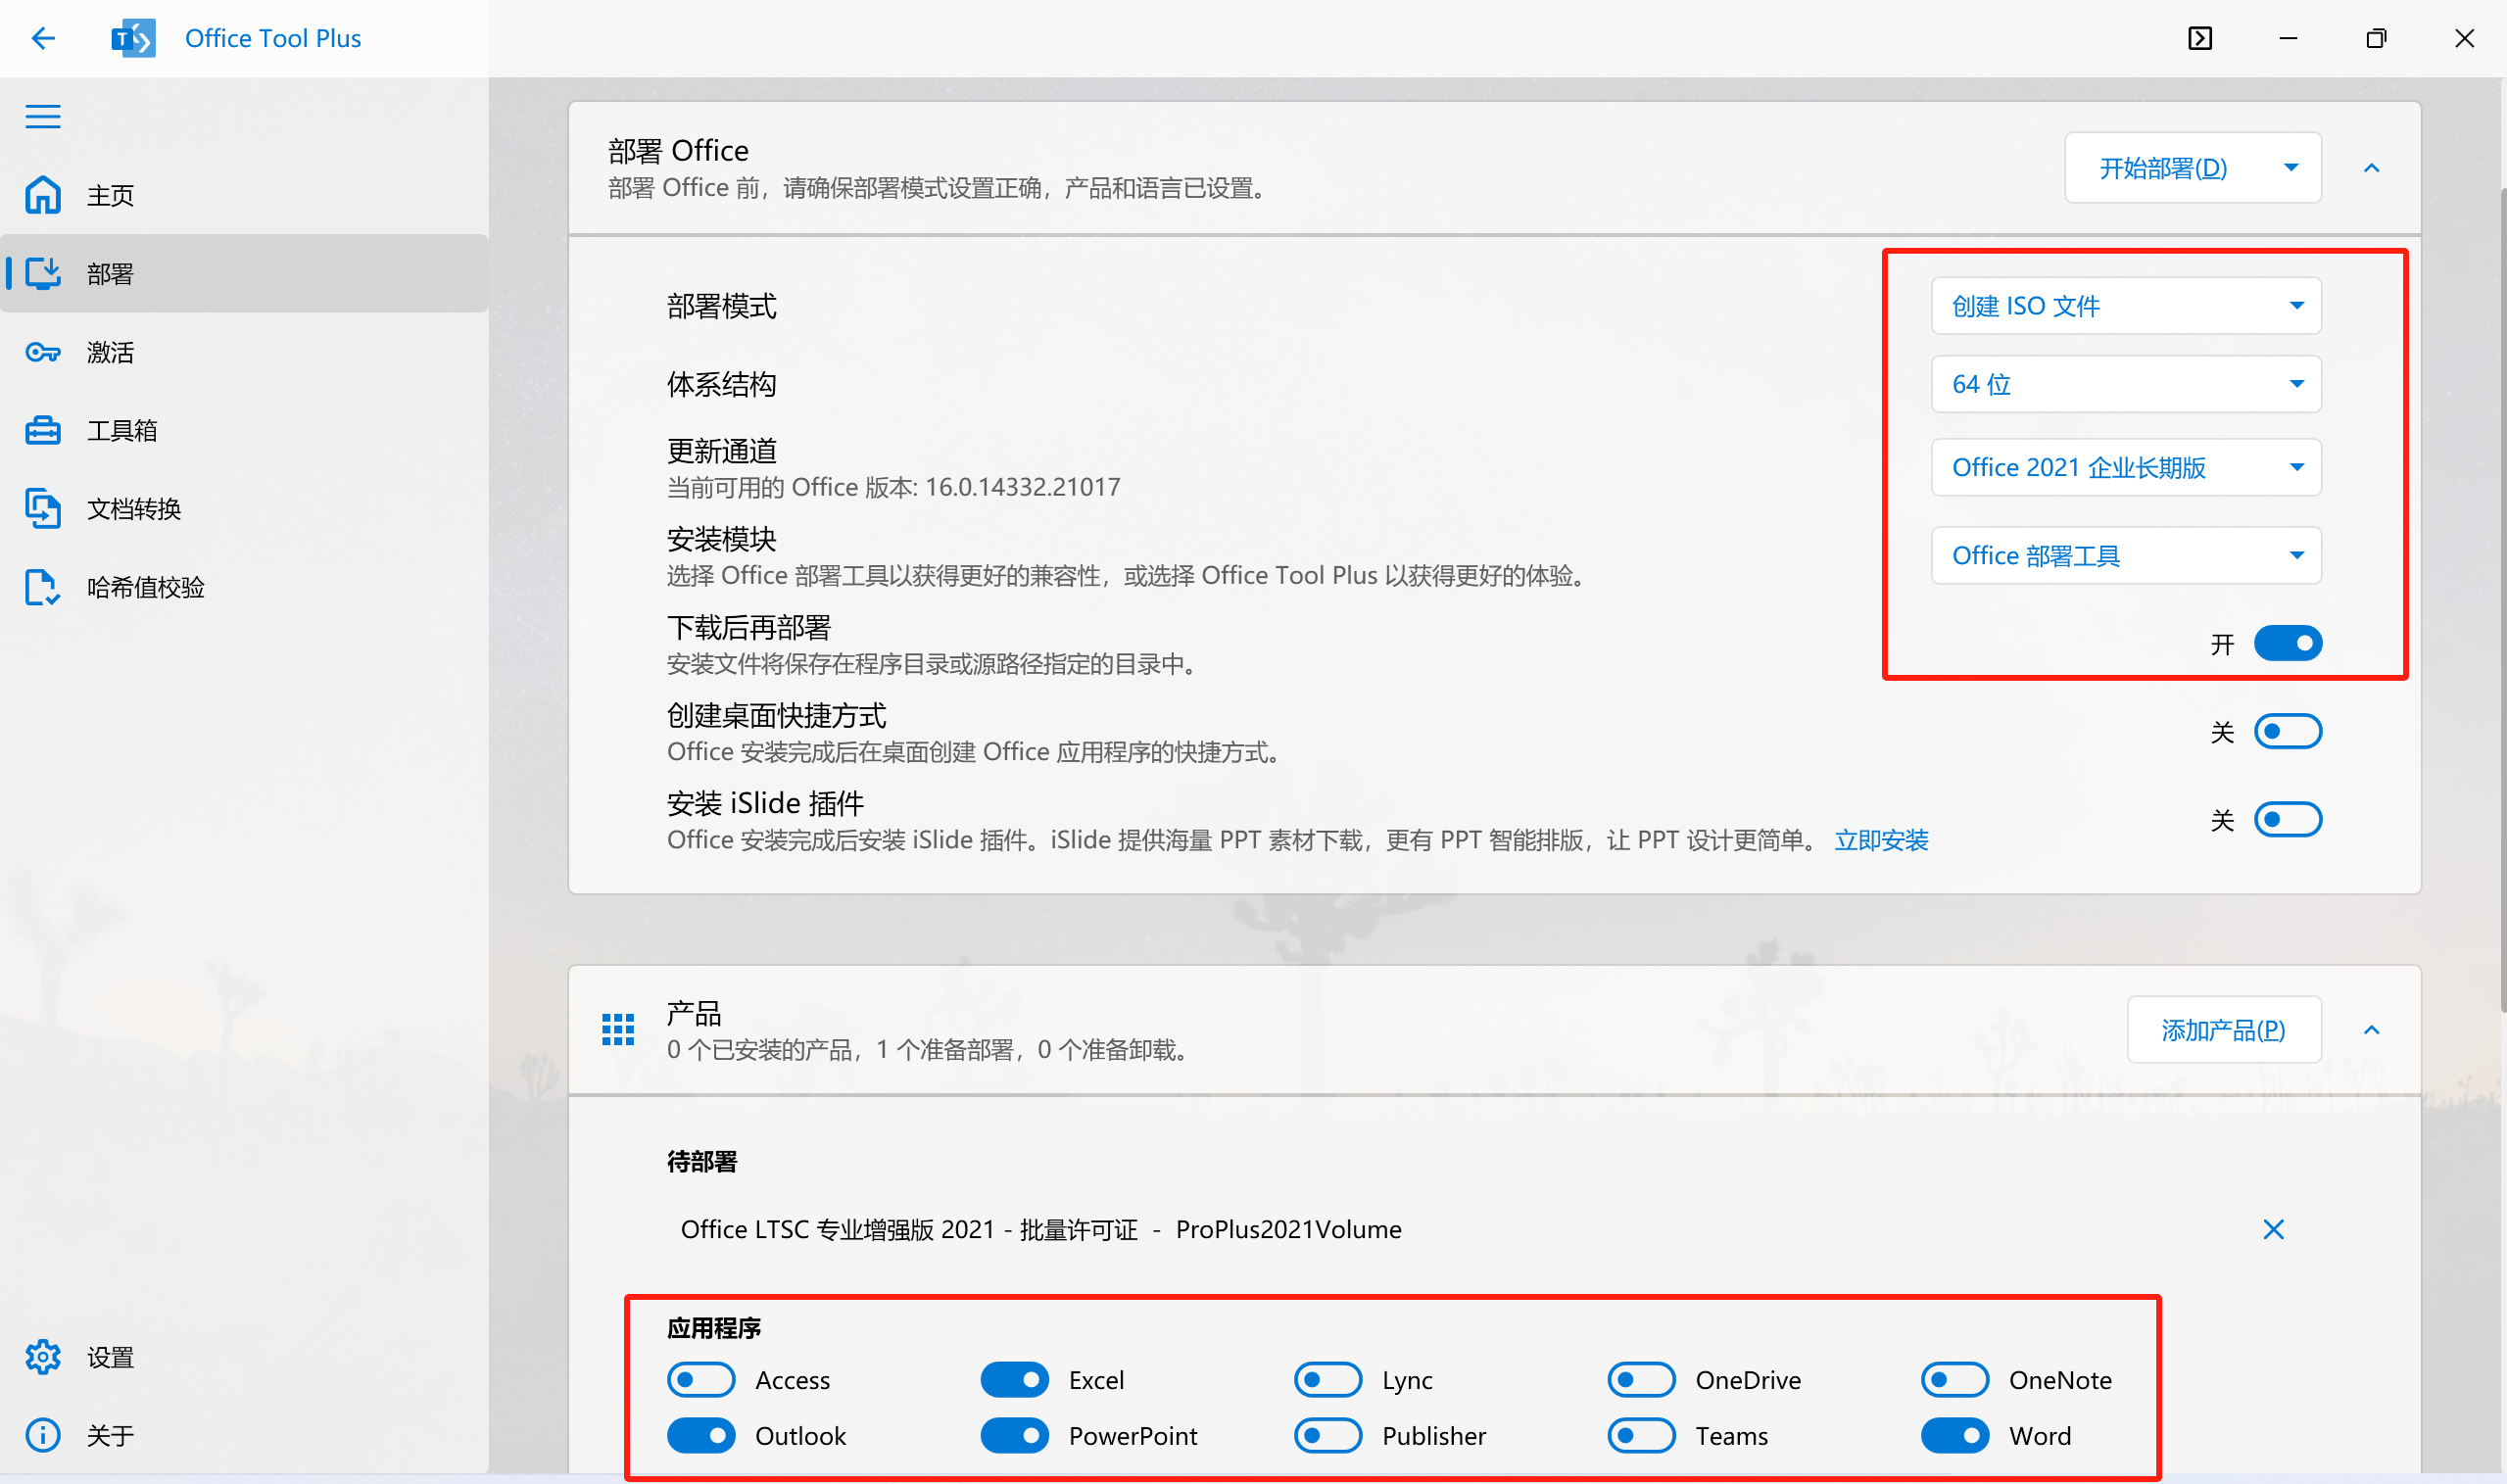 Office Tool Plus
主页
部署
激活
工具箱
文档转换
哈希值校验
设置
关于
部署 Office
部署 Office 前，请确保部署模式设置正确，产品和语言已设置。
开始部署(D)
部署模式
创建 ISO 文件
体系结构
64 位
更新通道
当前可用的 Office 版本: 16.0.14332.21017
Office 2021 企业长期版
安装模块
选择 Office 部署工具以获得更好的兼容性，或选择 Office Tool Plus 以获得更好的体验。
Office 部署工具
下载后再部署
安装文件将保存在程序目录或源路径指定的目录中。
开
创建桌面快捷方式
Office 安装完成后在桌面创建 Office 应用程序的快捷方式。
关
安装 iSlide 插件
Office 安装完成后安装 iSlide 插件。iSlide 提供海量 PPT 素材下载，更有 PPT 智能排版，让 PPT 设计更简单。 立即安装
关
产品
0 个已安装的产品，1 个准备部署，0 个准备卸载。
添加产品(P)
待部署
Office LTSC 专业增强版 2021 - 批量许可证 - ProPlus2021Volume
应用程序
Access Excel Lync OneDrive OneNote
Outlook PowerPoint Publisher Teams Word